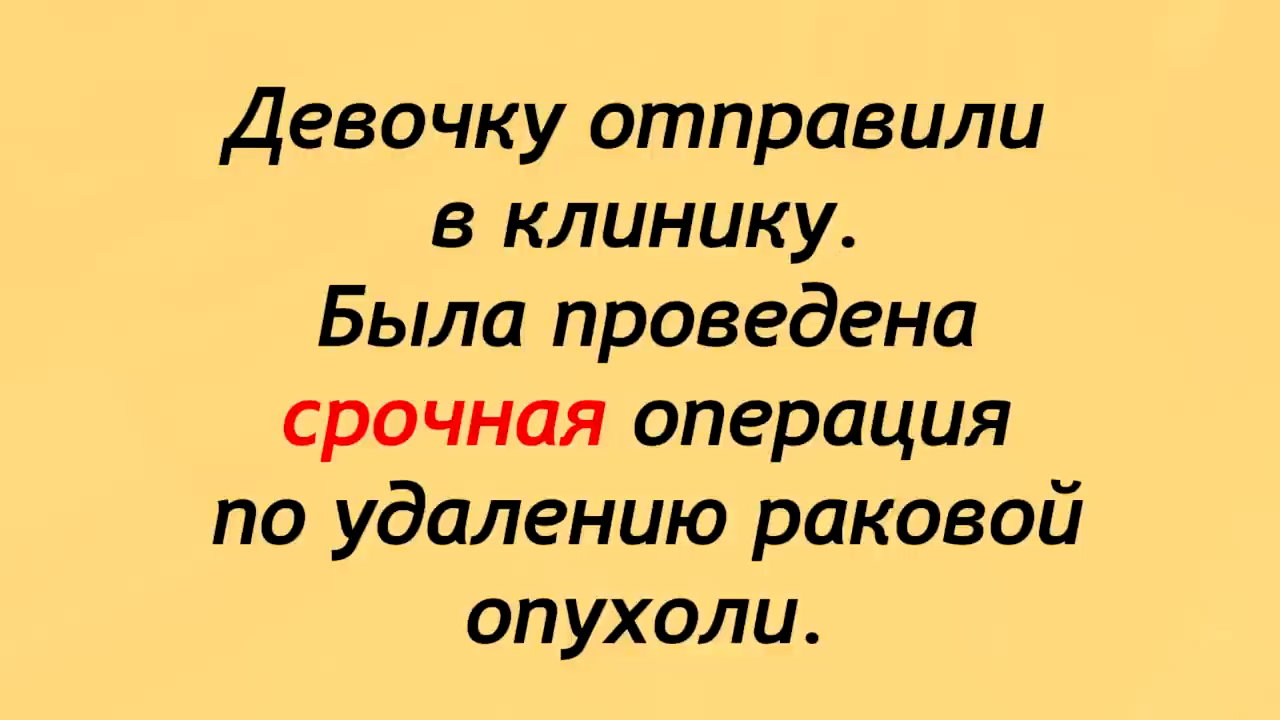 Девочку отправили
в клинику.
Была проведена
срочная операция
по удалению раковой
опухоли.